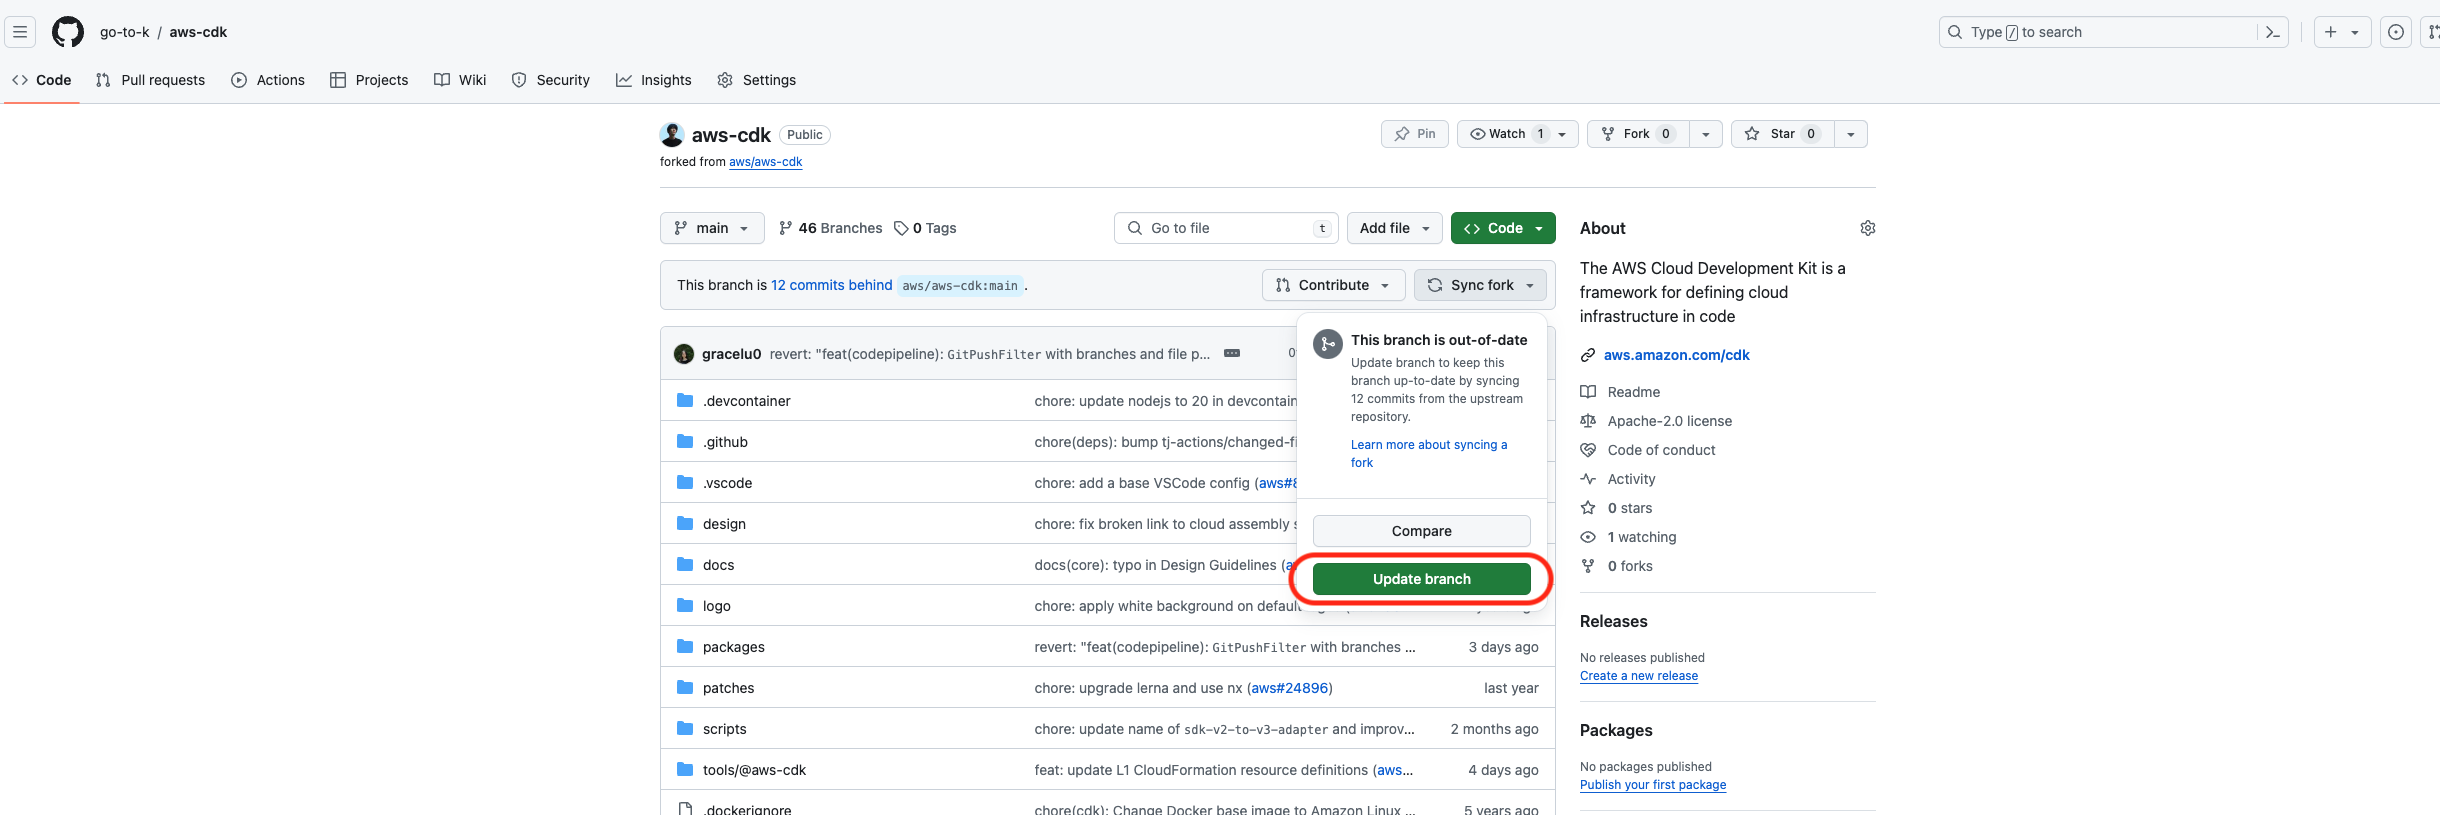 go-to-k / aws-cdk
Type / to search
Code
Pull requests
Actions
Projects
Wiki
Security
Insights
Settings
aws-cdk Public
Pin
Watch 1
Fork 0
Star 0
forked from aws/aws-cdk
main
46 Branches
0 Tags
Go to file t
Add file
Code
This branch is 12 commits behind aws/aws-cdk:main .
Contribute
Sync fork
This branch is out-of-date
Update branch to keep this
branch up-to-date by syncing
12 commits from the upstream
repository.
Learn more about syncing a
fork
Compare
Update branch
gracelu0 revert: "feat(codepipeline): GitPushFilter with branches and file p...
.devcontainer chore: update nodejs to 20 in devcontain
.github chore(deps): bump tj-actions/changed-fi
.vscode chore: add a base VSCode config (aws#8
design chore: fix broken link to cloud assembly s
docs docs(core): typo in Design Guidelines (a
logo chore: apply white background on default
packages revert: "feat(codepipeline): GitPushFilter with branches ... 3 days ago
patches chore: upgrade lerna and use nx (aws#24896) last year
scripts chore: update name of sdk-v2-to-v3-adapter and improv... 2 months ago
tools/@aws-cdk feat: update L1 CloudFormation resource definitions (aws... 4 days ago
.dockerignore chore(cdk): Change Docker base image to Amazon Linux ... 5 years ago
About
The AWS Cloud Development Kit is a
framework for defining cloud
infrastructure in code
aws.amazon.com/cdk
Readme
Apache-2.0 license
Code of conduct
Activity
0 stars
1 watching
0 forks
Releases
No releases published
Create a new release
Packages
No packages published
Publish your first package